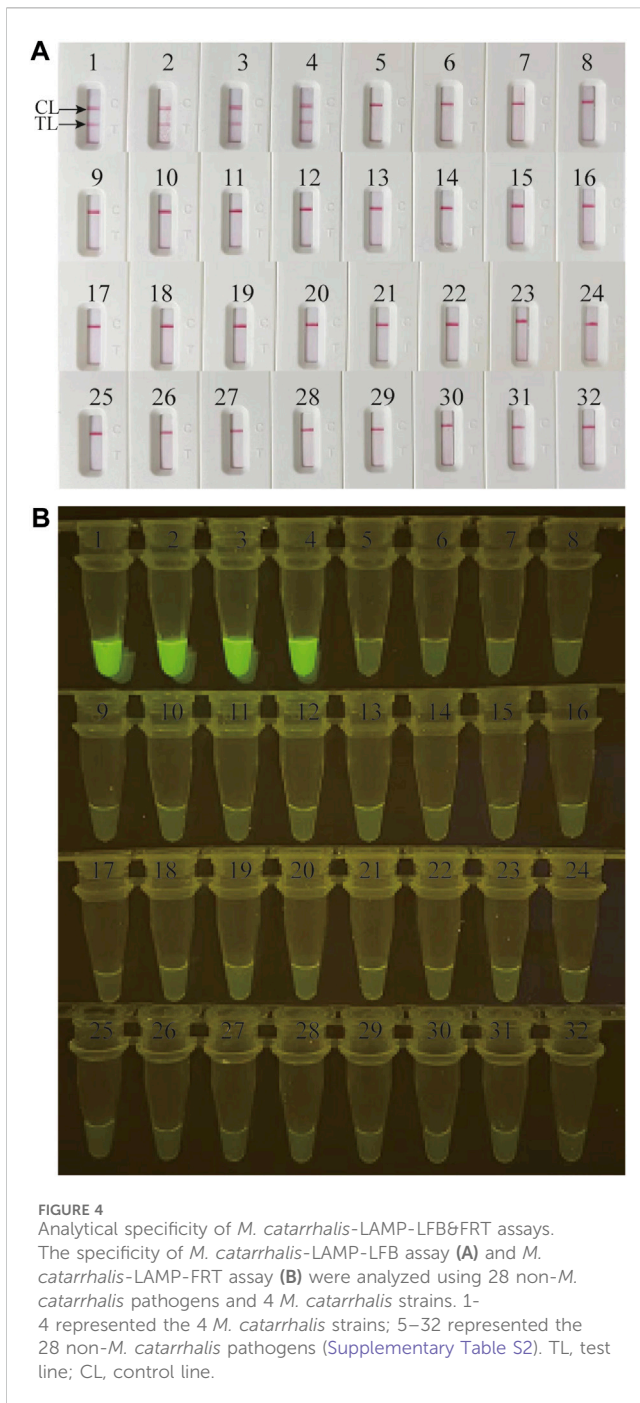 A
1 2 3 4 5 6 7 8
CL C C C C C C C C
TL T T T T T T T T
9 10 11 12 13 14 15 16
C C C C C C C C
T T T T T T T T
17 18 19 20 21 22 23 24
C C C C C C C C
T T T T T T T T
25 26 27 28 29 30 31 32
C C C C C C C C
T T T T T T T T
B
1 2 3 4 5 6 7 8
9 10 11 12 13 14 15 16
17 18 19 20 21 22 23 24
25 26 27 28 29 30 31 32
FIGURE 4
Analytical specificity of M. catarrhalis-LAMP-LFB&FRT assays.
The specificity of M. catarrhalis-LAMP-LFB assay (A) and M.
catarrhalis-LAMP-FRT assay (B) were analyzed using 28 non-M.
catarrhalis pathogens and 4 M. catarrhalis strains. 1-
4 represented the 4 M. catarrhalis strains; 5–32 represented the
28 non-M. catarrhalis pathogens (Supplementary Table S2). TL, test
line; CL, control line.